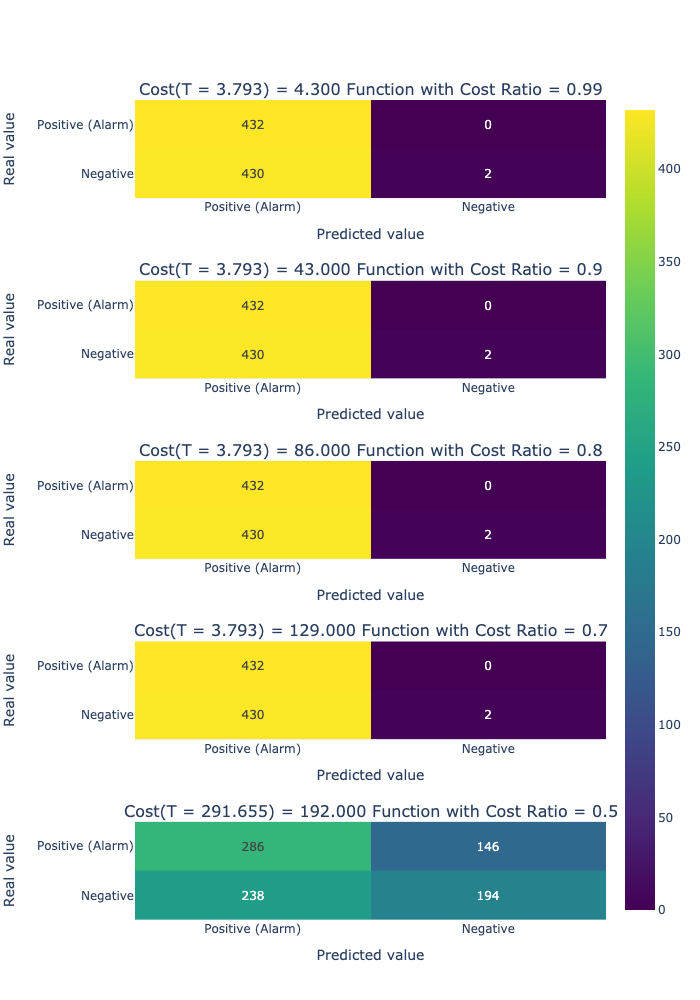 Cost(T = 3.793) = 4.300 Function with Cost Ratio = 0.99
Real value
Positive (Alarm)
432
0
Negative
430
2
Positive (Alarm)
Negative
Predicted value
Cost(T = 3.793) = 43.000 Function with Cost Ratio = 0.9
Real value
Positive (Alarm)
432
0
Negative
430
2
Positive (Alarm)
Negative
Predicted value
Cost(T = 3.793) = 86.000 Function with Cost Ratio = 0.8
Real value
Positive (Alarm)
432
0
Negative
430
2
Positive (Alarm)
Negative
Predicted value
Cost(T = 3.793) = 129.000 Function with Cost Ratio = 0.7
Real value
Positive (Alarm)
432
0
Negative
430
2
Positive (Alarm)
Negative
Predicted value
Cost(T = 291.655) = 192.000 Function with Cost Ratio = 0.5
Real value
Positive (Alarm)
286
146
Negative
238
194
Positive (Alarm)
Negative
Predicted value
400
350
300
250
200
150
100
50
0